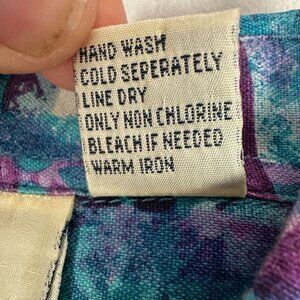 HAND WASH
COLD SEPERATELY
LINE DRY
ONLY NON CHLORINE
BLEACH IF NEEDED
WARM IRON